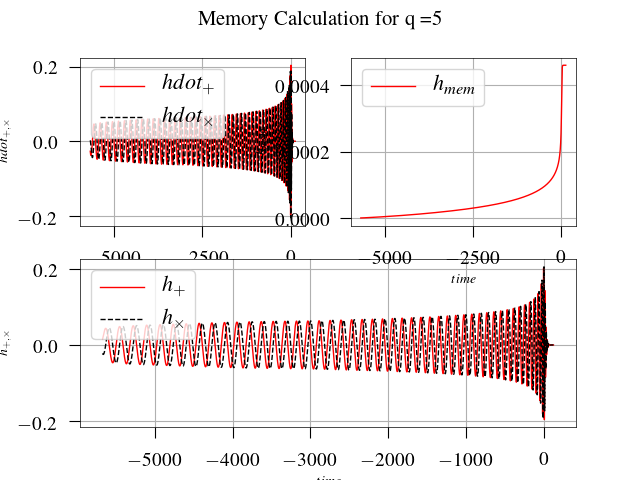 Memory Calculation for q =5
hdot+
hdot×
hdot+,×
0.2
0.0
−0.2
5000
2500
0
hmem
0.0004
0002
0.0000
−5000
2500
0
time
h+
h×
h+,×
0.2
0.0
−0.2
−5000
−4000
−3000
−2000
−1000
0
time